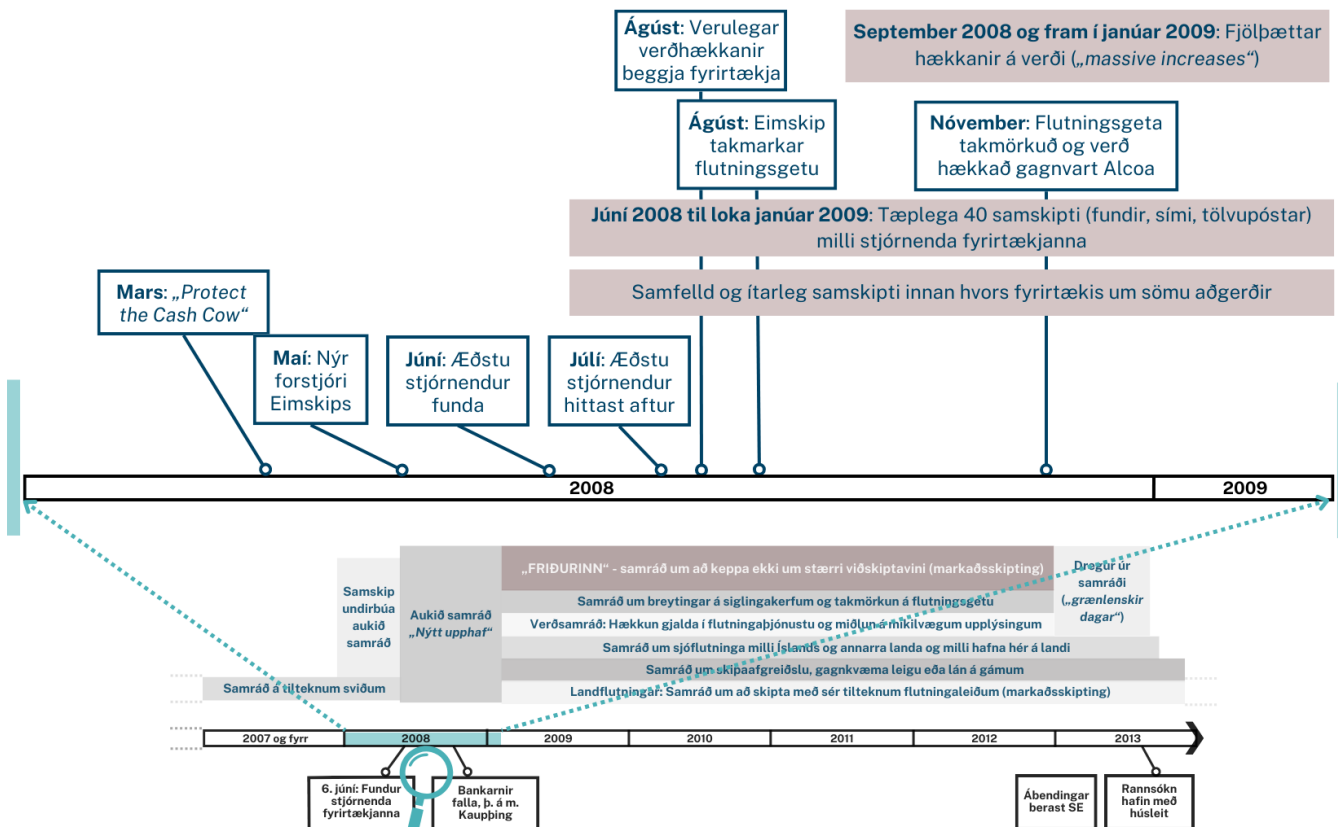 Ágúst: Verulegar
verðhækkanir
beggja fyrirtækja
September 2008 og fram í janúar 2009: Fjölþættar
hækkanir á verði („massive increases“)
Ágúst: Eimskip
takmarkar
flutningsgetu
Nóvember: Flutningsgeta
takmörkuð og verð
hækkað gagnvart Alcoa
Júní 2008 til loka janúar 2009: Tæplega 40 samskipti (fundir, sími, tölvupóstar)
milli stjórnenda fyrirtækjanna
Samfelld og ítarleg samskipti innan hvors fyrirtækis um sömu aðgerðir
Mars: „Protect
the Cash Cow“
Maí: Nýr
forstjóri
Eimskips
Júní: Æðstu
stjórnendur
funda
Júlí: Æðstu
stjórnendur
hittast aftur
2008
2009
Samskip
undirbúa
aukið
samráð
Aukið samráð
„Nýtt upphaf“
„FRIÐURINN“ - samráð um að keppa ekki um stærri viðskiptavini (markaðsskipting)
Dregur úr
samráði
(„grænlenskir
dagar“)
Samráð um breytingar á siglingakerfum og takmörkun á flutningsgetu
Verðsamráð: Hækkun gjalda í flutningaþjónustu og miðlun á mikilvægum upplýsingum
Samráð um sjóflutninga milli Íslands og annarra landa og milli hafna hér á landi
Samráð um skipaafgreiðslu, gagnkvæma leigu eða lán á gámum
Samráð á tilteknum sviðum
Landflutningar: Samráð um að skipta með sér tilteknum flutningaleiðum (markaðsskipting)
2007 og fyrr
2008
2009
2010
2011
2012
2013
6. júní: Fundur
stjórnenda
fyrirtækjanna
Bankarnir
falla, þ. á m.
Kaupþing
Ábendingar
berast SE
Rannsókn
hafin með
húsleit